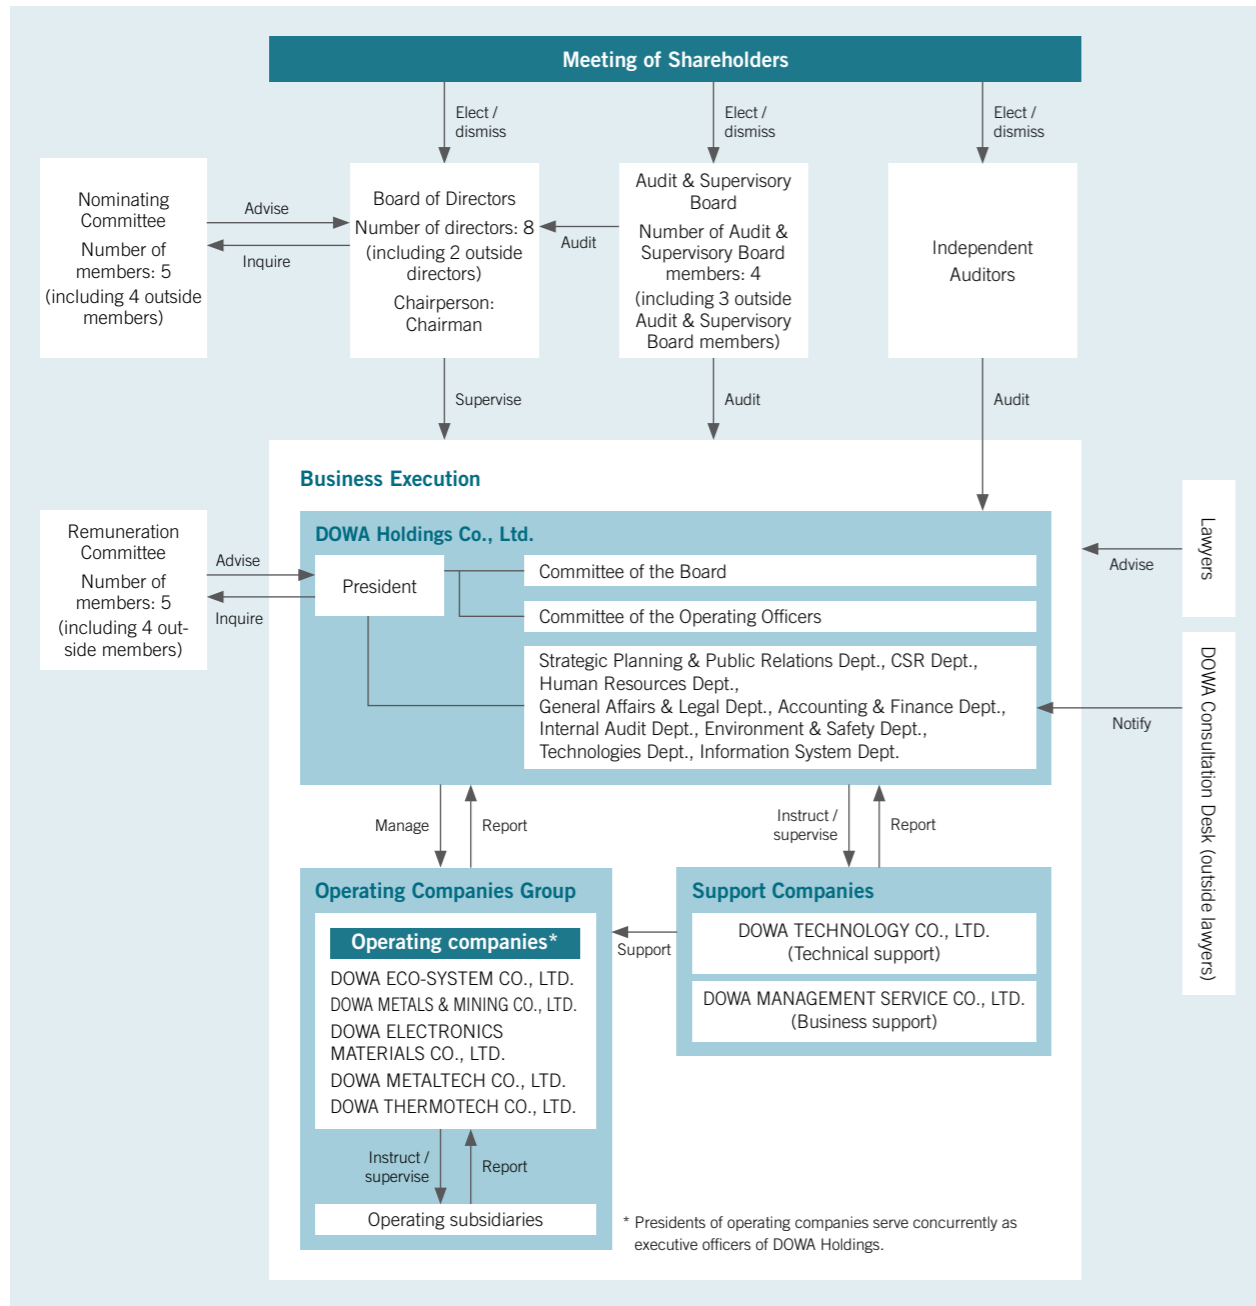 Meeting of Shareholders
Elect /
dismiss
Elect /
dismiss
Elect /
dismiss
Nominating
Committee
Number of
members: 5
(including 4 outside
members)
Advise
Inquire
Board of Directors
Number of directors: 8
(including 2 outside
directors)
Chairperson:
Chairman
Audit
Audit & Supervisory
Board
Number of Audit &
Supervisory Board
members: 4
(including 3 outside
Audit & Supervisory
Board members)
Independent
Auditors
Supervise
Audit
Audit
Business Execution
Remuneration
Committee
Number of
members: 5
(including 4 out-
side members)
Advise
Inquire
DOWA Holdings Co., Ltd.
President
Committee of the Board
Committee of the Operating Officers
Strategic Planning & Public Relations Dept., CSR Dept.,
Human Resources Dept.,
General Affairs & Legal Dept., Accounting & Finance Dept.,
Internal Audit Dept., Environment & Safety Dept.,
Technologies Dept., Information System Dept.
Advise
Lawyers
Notify
DOWA Consultation Desk (outside lawyers)
Manage
Report
Instruct /
supervise
Report
Operating Companies Group
Operating companies*
DOWA ECO-SYSTEM CO., LTD.
DOWA METALS & MINING CO., LTD.
DOWA ELECTRONICS
MATERIALS CO., LTD.
DOWA METALTECH CO., LTD.
DOWA THERMOTECH CO., LTD.
Support
Support Companies
DOWA TECHNOLOGY CO., LTD.
(Technical support)
DOWA MANAGEMENT SERVICE CO., LTD.
(Business support)
Instruct /
supervise
Report
Operating subsidiaries
* Presidents of operating companies serve concurrently as
executive officers of DOWA Holdings.